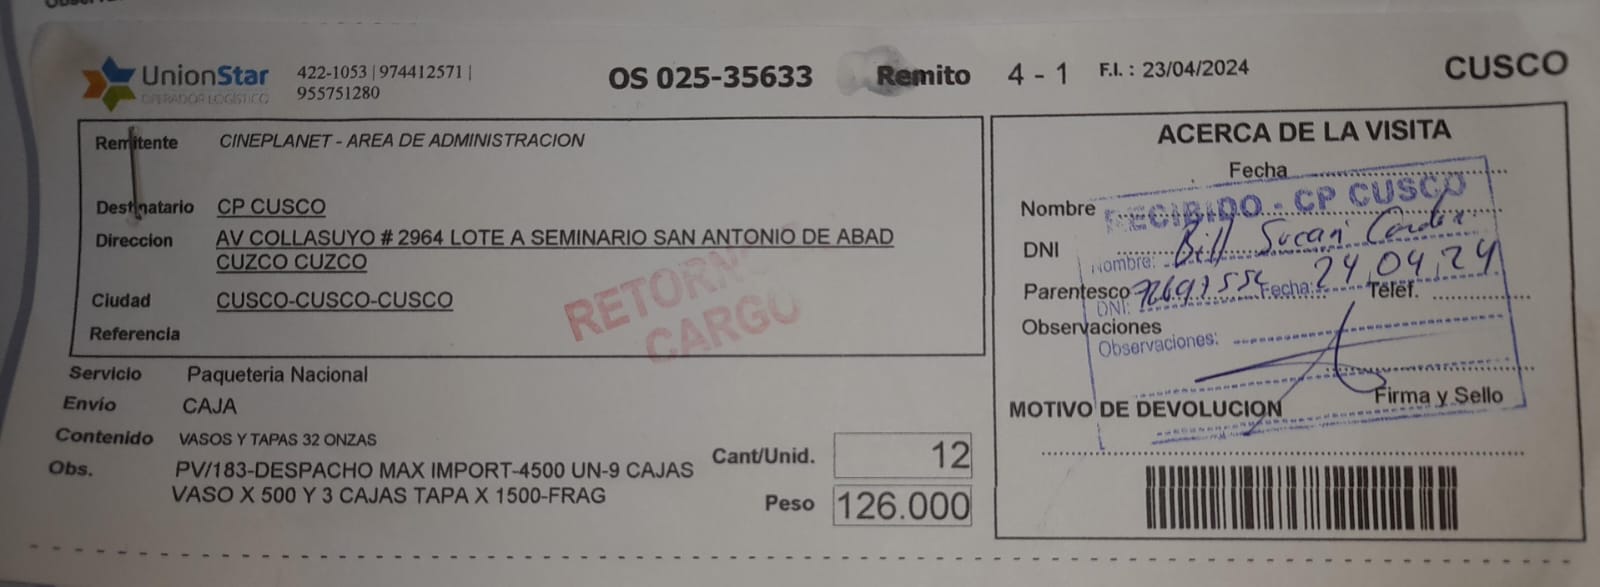 UnionStar
OPERADOR LOGISTICO
422-1053 | 974412571 |
955751280
OS 025-35633
Remito 4 - 1
F.I. : 23/04/2024
CUSCO
Remitente CINEPLANET - AREA DE ADMINISTRACION
Destinatario CP CUSCO
Direccion AV COLLASUYO # 2964 LOTE A SEMINARIO SAN ANTONIO DE ABAD
CUZCO CUZCO
Ciudad CUSCO-CUSCO-CUSCO
Referencia
RETORNO
CARGO
Servicio Paqueteria Nacional
Envío CAJA
Contenido VASOS Y TAPAS 32 ONZAS
Obs. PV/183-DESPACHO MAX IMPORT-4500 UN-9 CAJAS
VASO X 500 Y 3 CAJAS TAPA X 1500-FRAG
Cant/Unid. 12
Peso 126.000
ACERCA DE LA VISITA
Fecha
Nombre
DNI
Parentesco Teléf.
Observaciones
Firma y Sello
MOTIVO DE DEVOLUCION
RECIBIDO - CP CUSCO
Nombre: Bill
DNI: Fecha: 24,04,24
Observaciones: